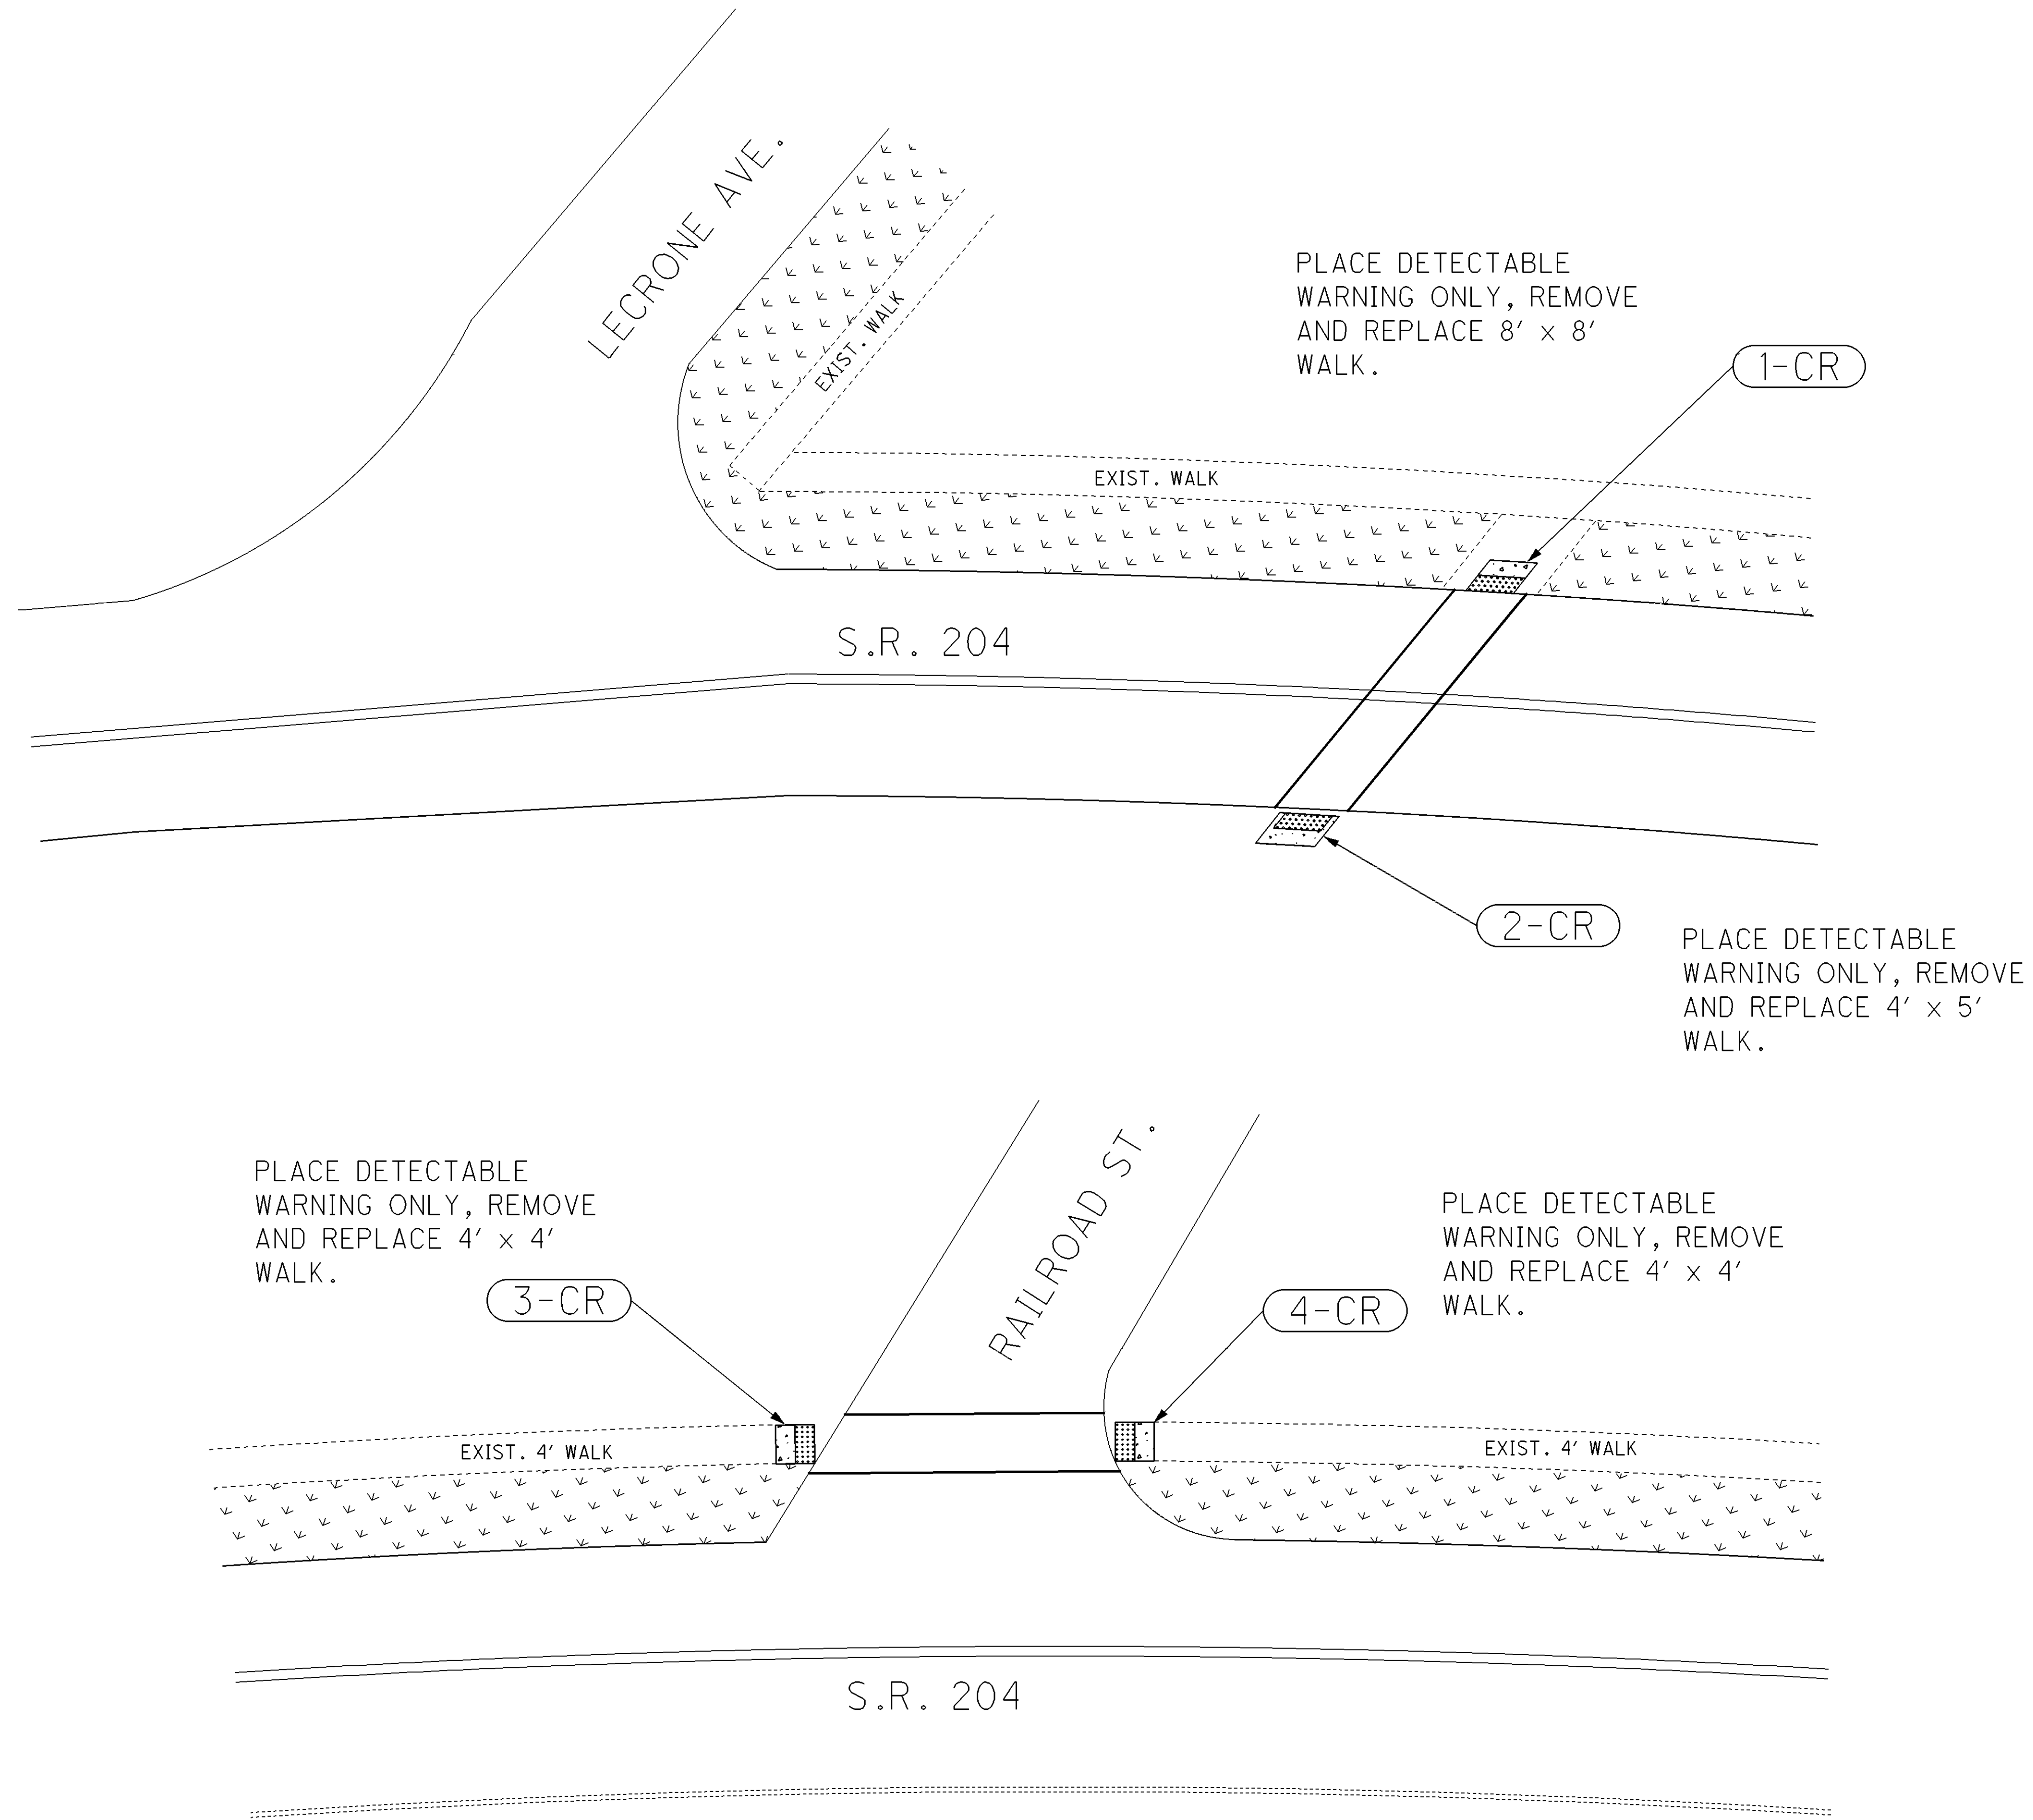 LECRONE AVE.
EXIST. WALK
PLACE DETECTABLE
WARNING ONLY, REMOVE
AND REPLACE 8' x 8'
WALK.
1-CR
EXIST. WALK
S.R. 204
2-CR
PLACE DETECTABLE
WARNING ONLY, REMOVE
AND REPLACE 4' x 5'
WALK.
PLACE DETECTABLE
WARNING ONLY, REMOVE
AND REPLACE 4' x 4'
WALK.
3-CR
RAILROAD ST.
PLACE DETECTABLE
WARNING ONLY, REMOVE
AND REPLACE 4' x 4'
WALK.
4-CR
EXIST. 4' WALK
EXIST. 4' WALK
S.R. 204